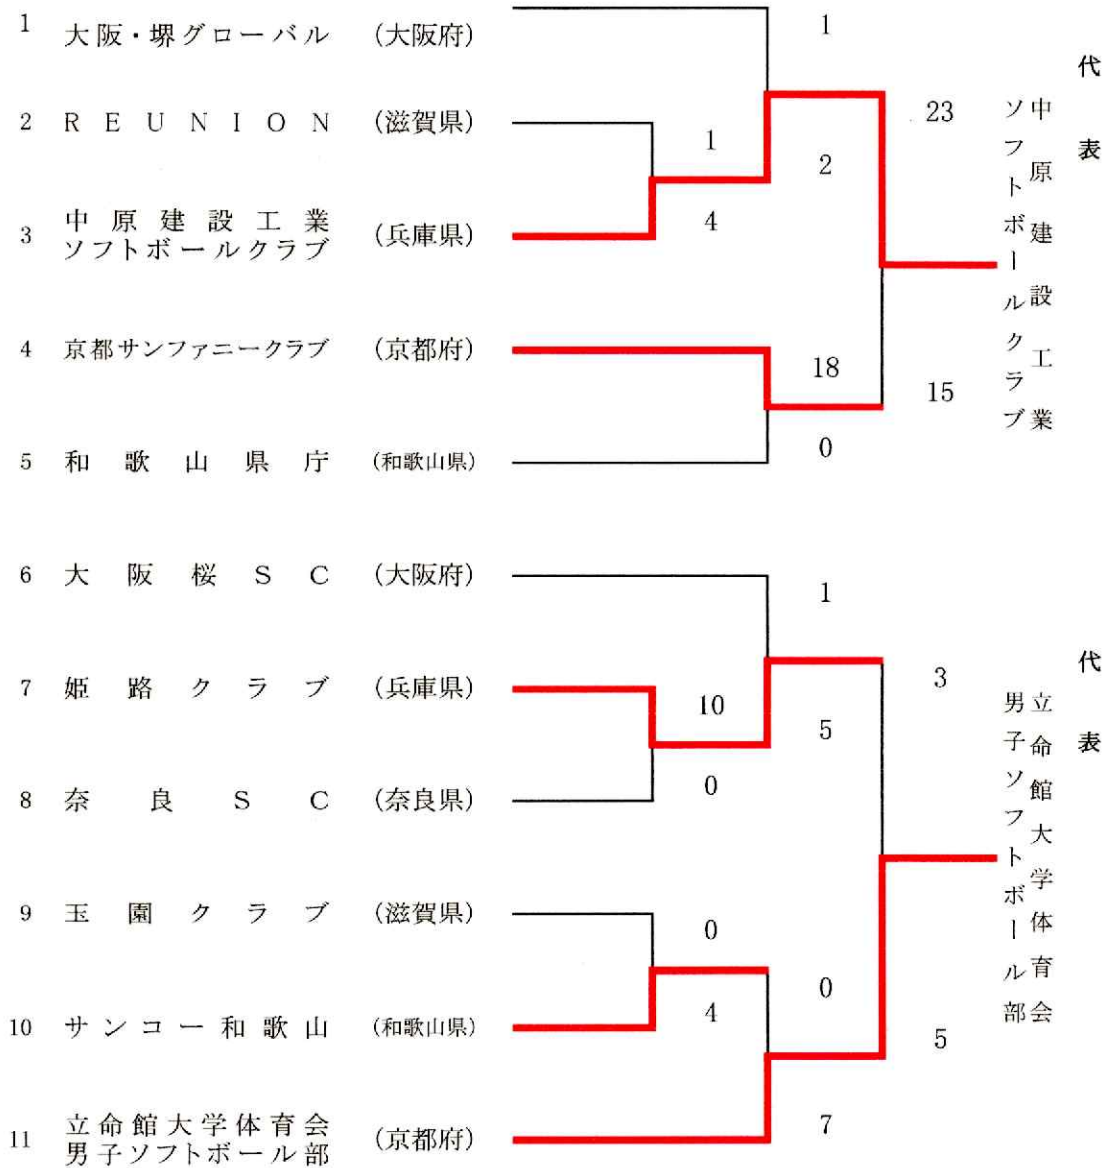 1 大阪・堺グローバル (大阪府)
2 REUNION (滋賀県)
3 中原建設工業
ソフトボールクラブ (兵庫県)
4 京都サンファニークラブ (京都府)
5 和歌山県庁 (和歌山県)
6 大阪桜SC (大阪府)
7 姫路クラブ (兵庫県)
8 奈良SC (奈良県)
9 玉園クラブ (滋賀県)
10 サンコー和歌山 (和歌山県)
11 立命館大学体育会
男子ソフトボール部 (京都府)
1
4
1
2
18
0
23
15
代表
中原建設工業
ソフトボールクラブ
10
0
0
4
1
5
0
7
3
5
代表
立命館大学体育会
男子ソフトボール部